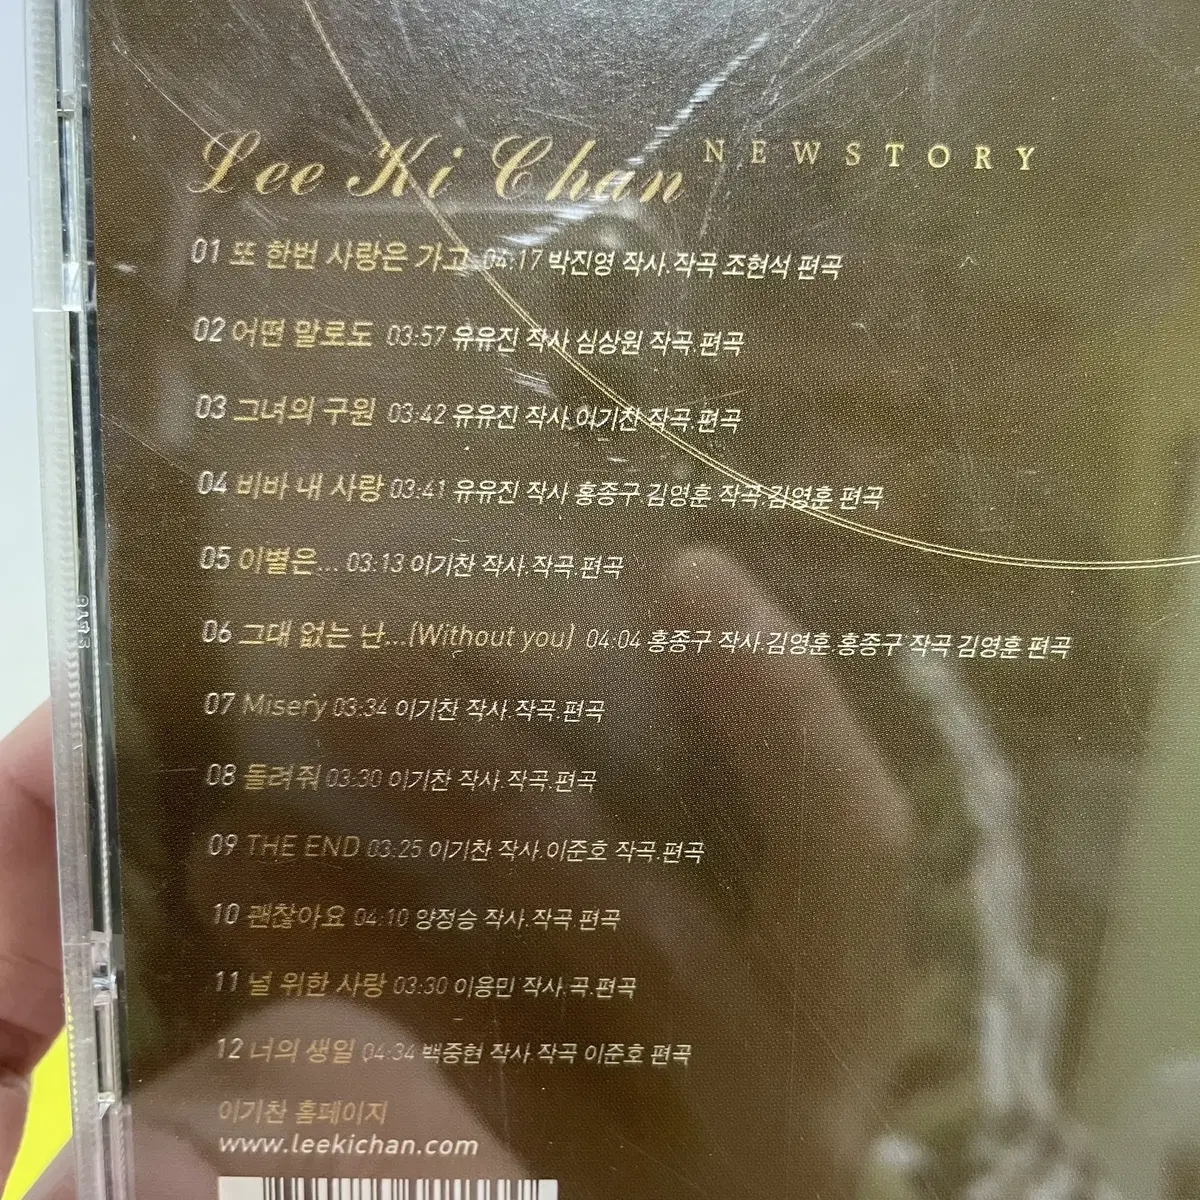 Lee Ki Chan NEW STORY
01 또 한번 사랑은 가고 04:17 박진영 작사.작곡 조현석 편곡
02 어떤 말로도 03:57 유유진 작사 심상원 작곡.편곡
03 그녀의 구원 03:42 유유진 작사.이기찬 작곡.편곡
04 비바 내 사랑 03:41 유유진 작사 홍종구 김영훈 작곡.김영훈 편곡
05 이별은... 03:13 이기찬 작사.작곡.편곡
06 그대 없는 난...(Without you) 04:04 홍종구 작사.김영훈.홍종구 작곡 김영훈 편곡
07 Misery 03:34 이기찬 작사.작곡.편곡
08 돌려줘 03:30 이기찬 작사.작곡.편곡
09 THE END 03:25 이기찬 작사.이준호 작곡.편곡
10 괜찮아요 04:10 양정승 작사.작곡.편곡
11 널 위한 사랑 03:30 이용민 작사.곡.편곡
12 너의 생일 04:34 백중현 작사.작곡 이준호 편곡
이기찬 홈페이지
www.leekichan.com